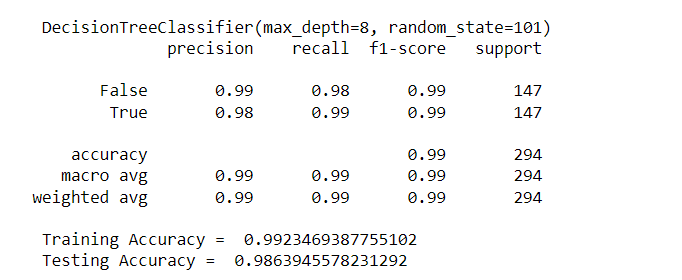 DecisionTreeClassifier(max_depth=8, random_state=101)
precision recall f1-score support
False 0.99 0.98 0.99 147
True 0.98 0.99 0.99 147
accuracy 0.99 294
macro avg 0.99 0.99 0.99 294
weighted avg 0.99 0.99 0.99 294
Training Accuracy = 0.9923469387755102
Testing Accuracy = 0.9863945578231292